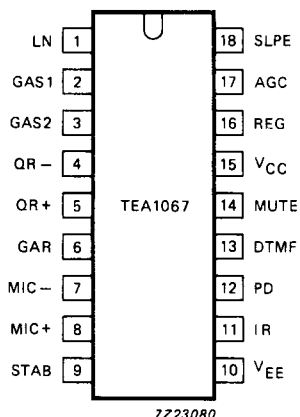 LN 1 18 SLPE
GAS1 2 17 AGC
GAS2 3 16 REG
QR− 4 15 VCC
QR+ 5 TEA1067 14 MUTE
GAR 6 13 DTMF
MIC− 7 12 PD
MIC+ 8 11 IR
STAB 9 10 VEE
7Z23080